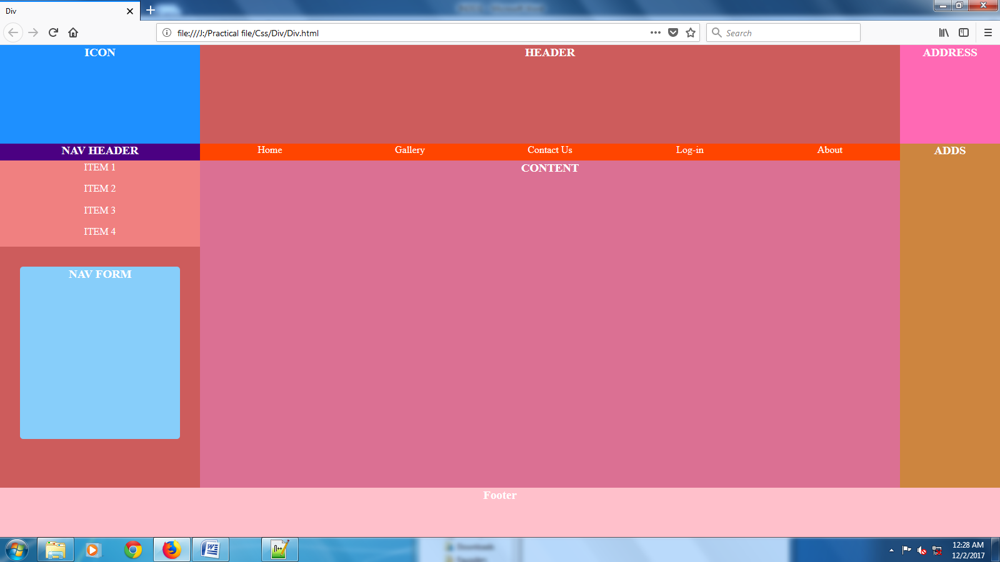 Div
file:///J:/Practical file/Css/Div/Div.html
Search
ICON
HEADER
ADDRESS
NAV HEADER
Home
Gallery
Contact Us
Log-in
About
ADDS
ITEM 1
ITEM 2
ITEM 3
ITEM 4
CONTENT
NAV FORM
Footer
Downloads
12:28 AM
12/2/2017